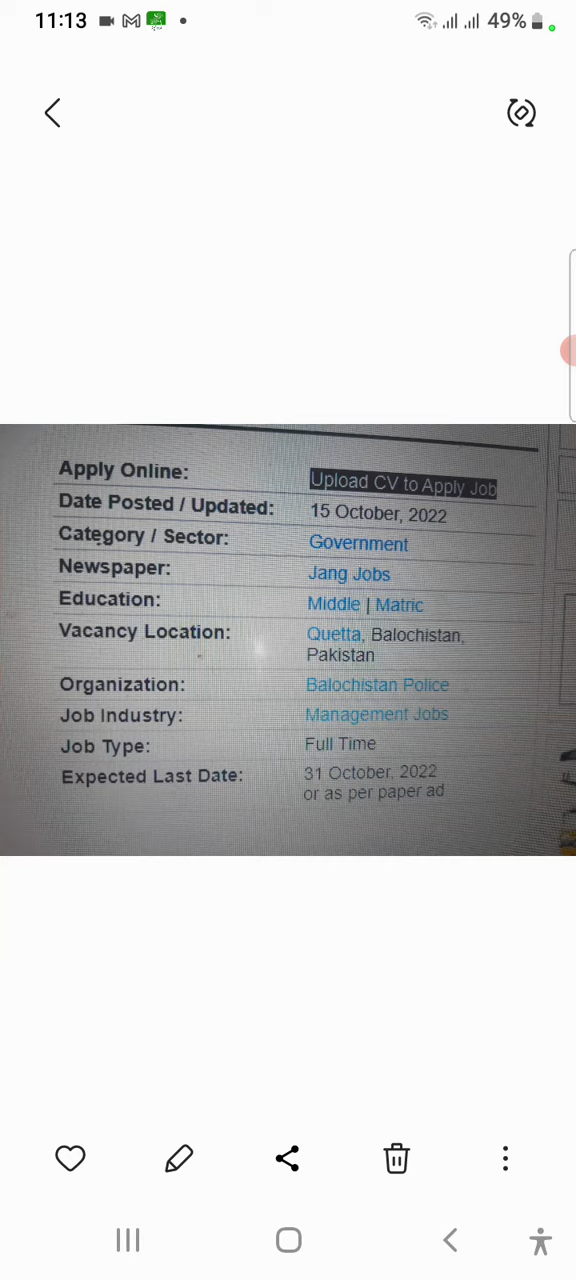 11:13
49%
Apply Online: Upload CV to Apply Job
Date Posted / Updated: 15 October, 2022
Category / Sector: Government
Newspaper: Jang Jobs
Education: Middle | Matric
Vacancy Location: Quetta, Balochistan,
Pakistan
Organization: Balochistan Police
Job Industry: Management Jobs
Job Type: Full Time
Expected Last Date: 31 October, 2022
or as per paper ad